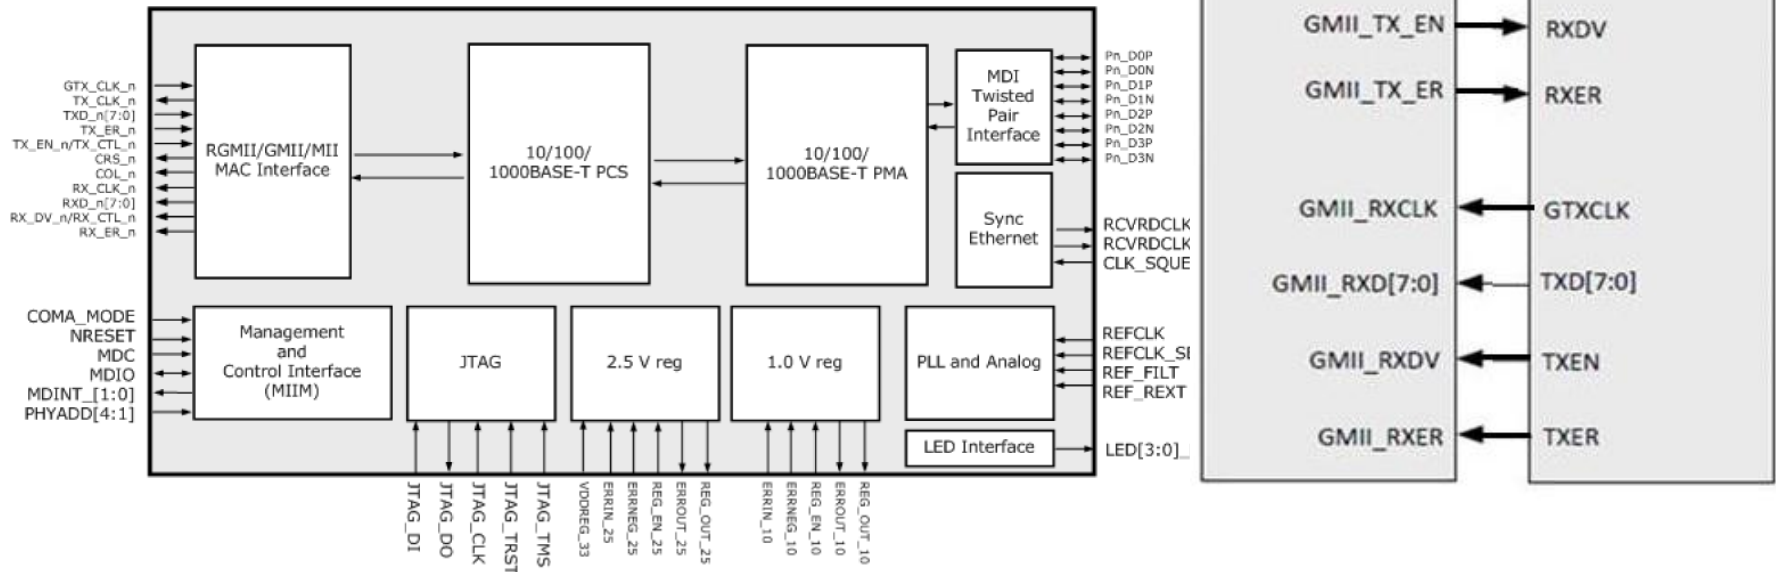 GTX_CLK_n
TX_CLK_n
TXD_n[7:0]
TX_ER_n
TX_EN_n/TX_CTL_n
CRS_n
COL_n
RX_CLK_n
RXD_n[7:0]
RX_DV_n/RX_CTL_n
RX_ER_n
RGMII/GMII/MII
MAC Interface
10/100/
1000BASE-T PCS
10/100/
1000BASE-T PMA
MDI
Twisted
Pair
Interface
Pn_D0P
Pn_D0N
Pn_D1P
Pn_D1N
Pn_D2P
Pn_D2N
Pn_D3P
Pn_D3N
Sync
Ethernet
RCVRDCLK
RCVRDCLK
CLK_SQUE
COMA_MODE
NRESET
MDC
MDIO
MDINT_[1:0]
PHYADD[4:1]
Management
and
Control Interface
(MIIM)
JTAG
2.5 V reg
1.0 V reg
PLL and Analog
REFCLK
REFCLK_SE
REF_FILT
REF_REXT
LED Interface
LED[3:0]_
JTAG_DI
JTAG_DO
JTAG_CLK
JTAG_TRST
JTAG_TMS
VDDREG_33
ERRIN_25
ERRNEG_25
REG_EN_25
ERROUT_25
REG_OUT_25
ERRIN_10
ERRNEG_10
REG_EN_10
ERROUT_10
REG_OUT_10
GMII_TX_EN
RXDV
GMII_TX_ER
RXER
GMII_RXCLK
GTXCLK
GMII_RXD[7:0]
TXD[7:0]
GMII_RXDV
TXEN
GMII_RXER
TXER